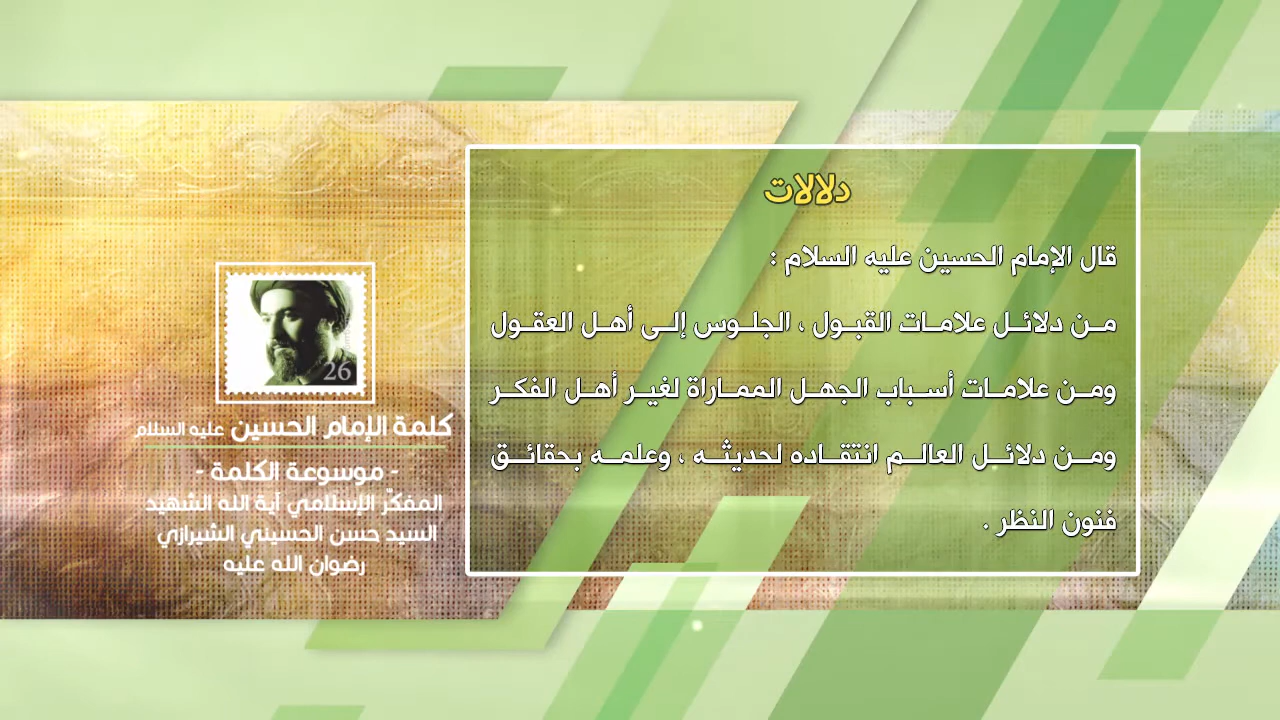 دلالات
قال الإمام الحسين عليه السلام :
من دلائل علامات القبول ، الجلوس إلى أهل العقول
ومن علامات أسباب الجهل المماراة لغير أهل الفكر
ومن دلائل العالم انتقاده لحديثه ، وعلمه بحقائق
فنون النظر .
26
كلمة الإمام الحسين عليه السلام
- موسوعة الكلمة -
المفكّر الإسلامي آية الله الشهيد
السيد حسن الحسيني الشيرازي
رضوان الله عليه